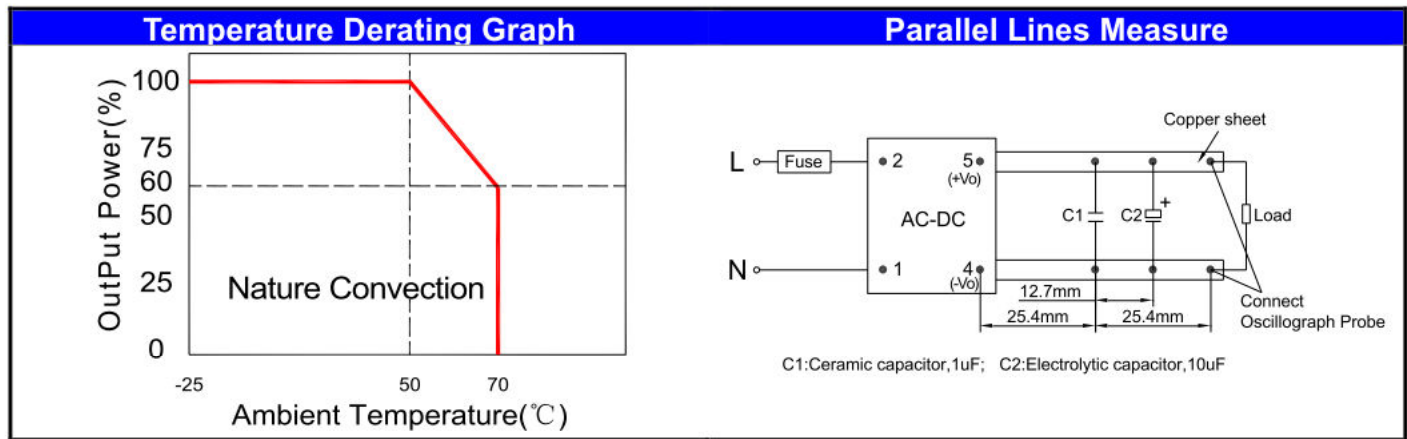 Temperature Derating Graph
OutPut Power(%)
100
75
60
50
25
0
Nature Convection
-25 50 70
Ambient Temperature(℃)
Parallel Lines Measure
Copper sheet
L Fuse 2 5
(+Vo)
C1 C2 + Load
AC-DC
N 1 4
(-Vo)
12.7mm
25.4mm 25.4mm
Connect
Oscillograph Probe
C1:Ceramic capacitor,1uF; C2:Electrolytic capacitor,10uF